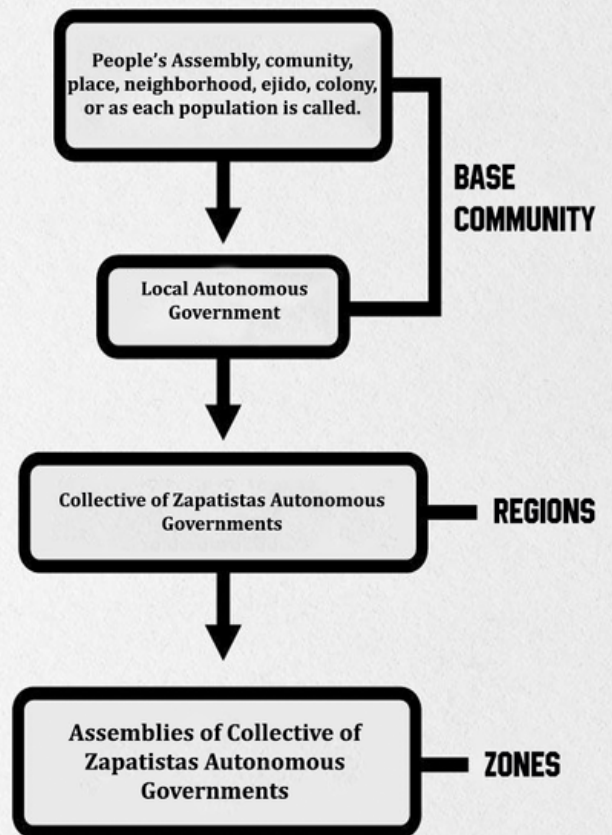 People's Assembly, comunity,
place, neighborhood, ejido, colony,
or as each population is called.
BASE
COMMUNITY
Local Autonomous
Government
Collective of Zapatistas Autonomous
Governments
REGIONS
Assemblies of Collective of
Zapatistas Autonomous
Governments
ZONES